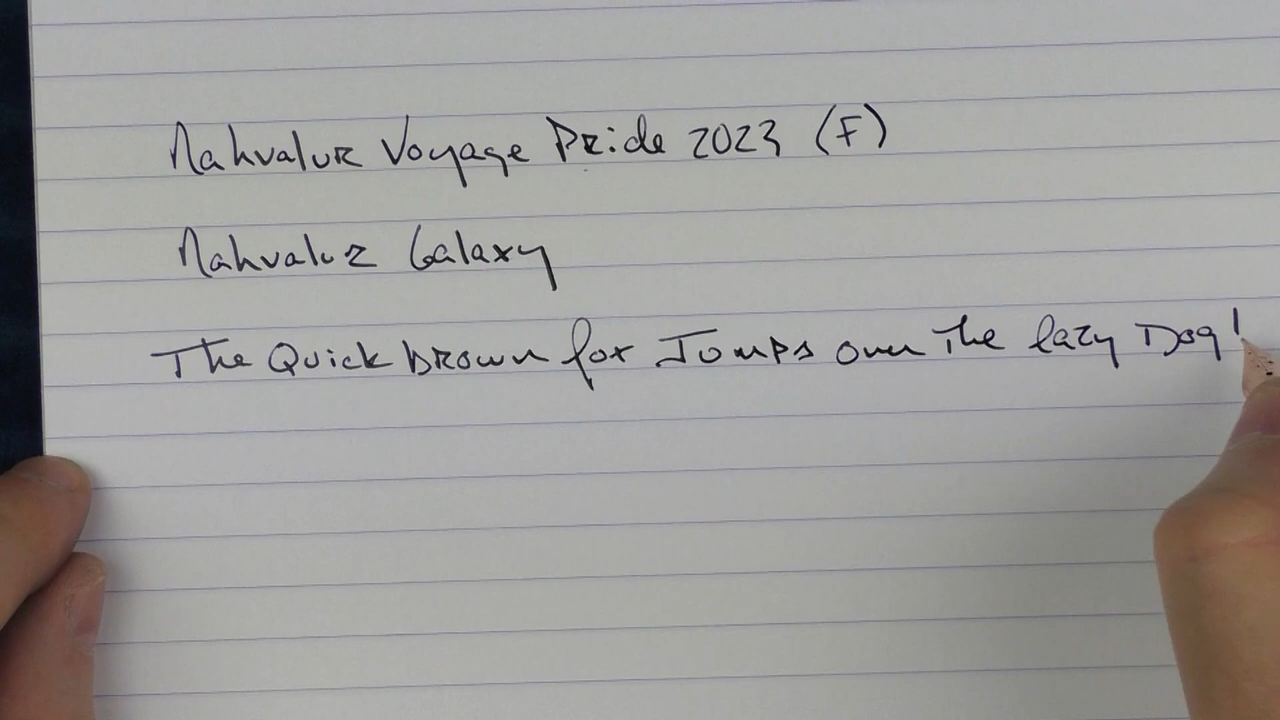 Nahvalur Voyage Pride 2023 (F)
Nahvalur Galaxy
The Quick brown fox Jumps over The lazy Dog!